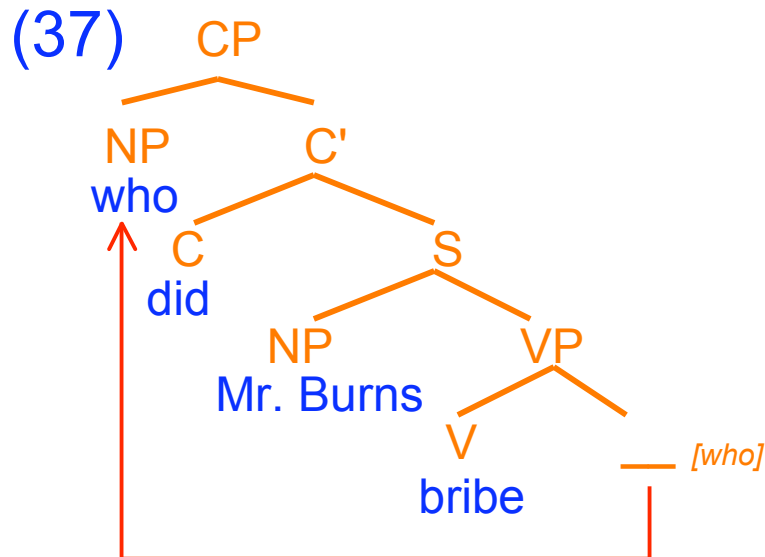 (37) CP
NP C'
who
C S
did
NP VP
Mr. Burns
V [who]
bribe